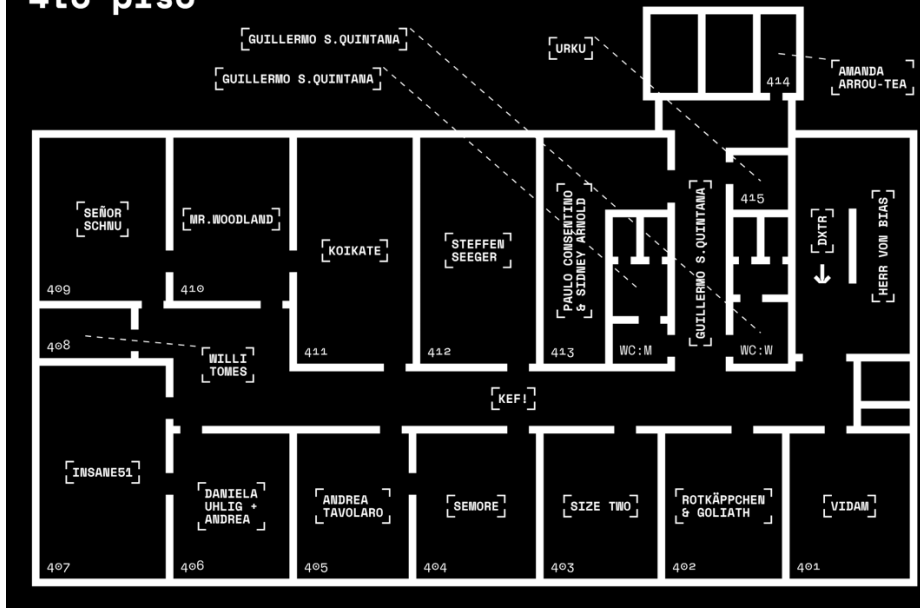 4to piso
GUILLERMO S.QUINTANA
GUILLERMO S.QUINTANA
URKU
414
AMANDA
ARROU-TEA
SEÑOR
SCHNU
409
MR.WOODLAND
410
KOIKATE
411
STEFFEN
SEEGER
412
PAULO CONSENTINO
& SIDNEY ARNOLD
413
WC:M
GUILLERMO S.QUINTANA
415
WC:W
DXTR
HERR VON BIAS
408
WILLI
TOMES
KEF!
INSANE51
407
DANIELA
UHLIG +
ANDREA
406
ANDREA
TAVOLARO
405
SEMORE
404
SIZE TWO
403
ROTKÄPPCHEN
& GOLIATH
402
VIDAM
401